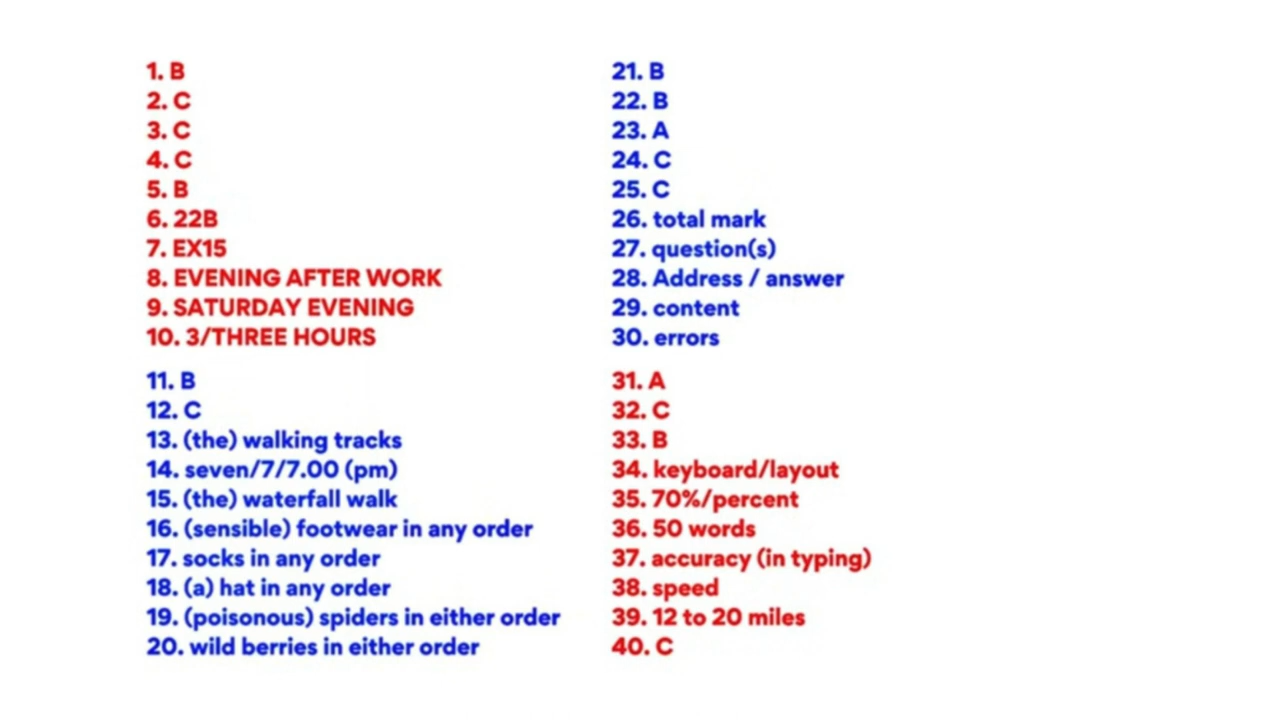 1. B
2. C
3. C
4. C
5. B
6. 22B
7. EX15
8. EVENING AFTER WORK
9. SATURDAY EVENING
10. 3/THREE HOURS
11. B
12. C
13. (the) walking tracks
14. seven/7/7.00 (pm)
15. (the) waterfall walk
16. (sensible) footwear in any order
17. socks in any order
18. (a) hat in any order
19. (poisonous) spiders in either order
20. wild berries in either order
21. B
22. B
23. A
24. C
25. C
26. total mark
27. question(s)
28. Address / answer
29. content
30. errors
31. A
32. C
33. B
34. keyboard/layout
35. 70%/percent
36. 50 words
37. accuracy (in typing)
38. speed
39. 12 to 20 miles
40. C